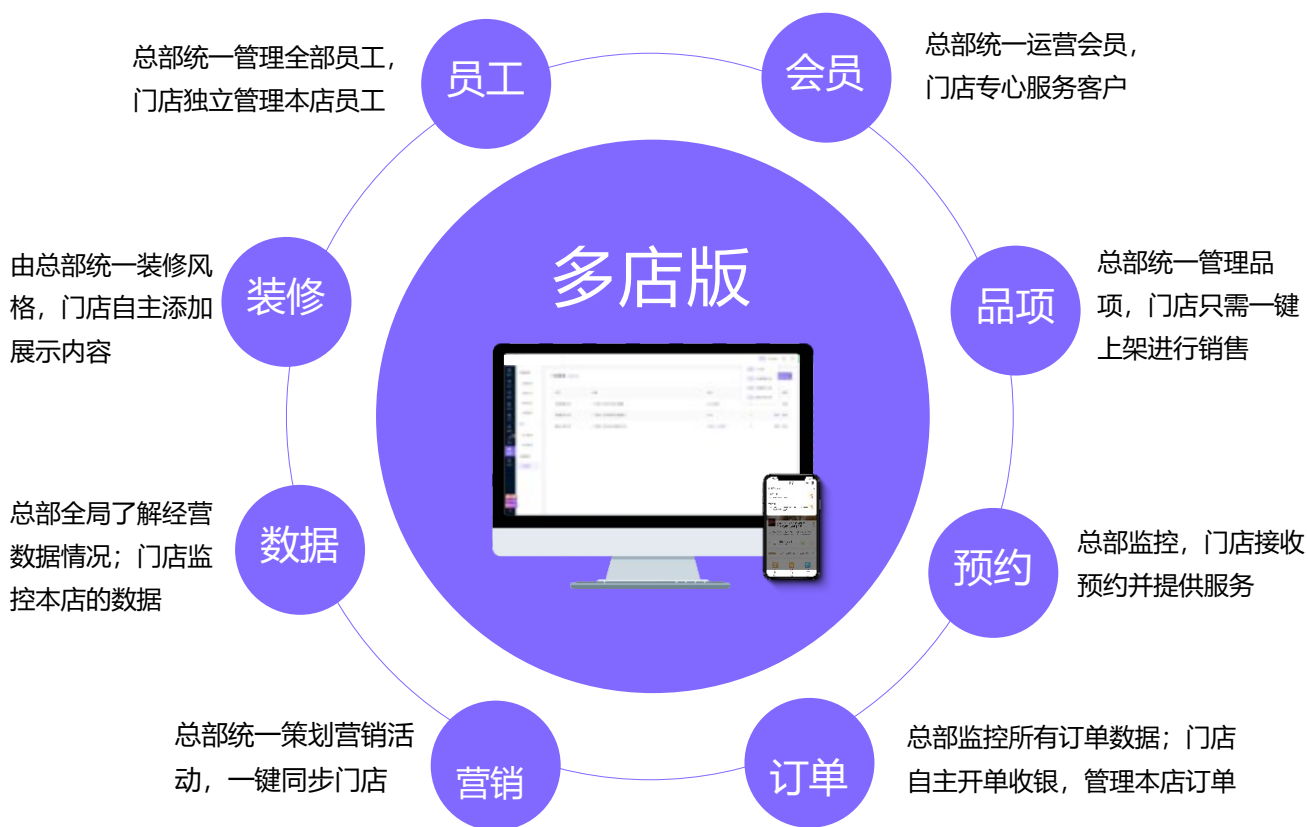 总部统一管理全部员工，
门店独立管理本店员工
员工
会员
总部统一运营会员，
门店专心服务客户
由总部统一装修风
格，门店自主添加
展示内容
装修
多店版
品项
总部统一管理品
项，门店只需一键
上架进行销售
总部全局了解经营
数据情况；门店监
控本店的数据
数据
预约
总部监控，门店接收
预约并提供服务
总部统一策划营销活
动，一键同步门店
营销
订单
总部监控所有订单数据；门店
自主开单收银，管理本店订单